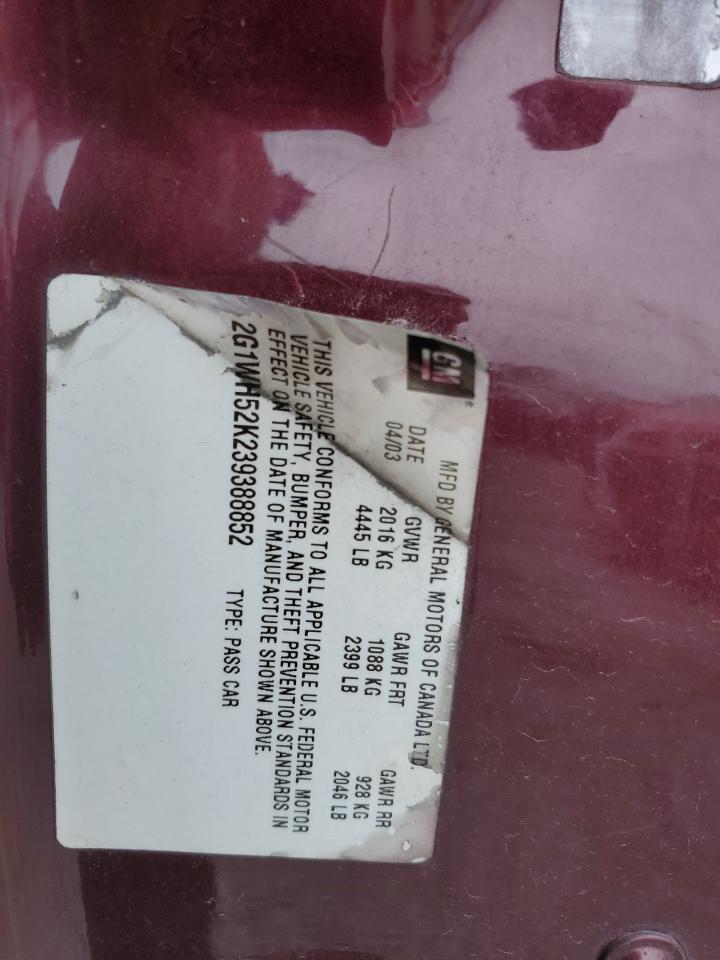 GM®
MFD BY GENERAL MOTORS OF CANADA LTD.
DATE GVWR GAWR FRT GAWR RR
04/03 2016 KG 1088 KG 928 KG
4445 LB 2399 LB 2046 LB
THIS VEHICLE CONFORMS TO ALL APPLICABLE U.S. FEDERAL MOTOR
VEHICLE SAFETY, BUMPER, AND THEFT PREVENTION STANDARDS IN
EFFECT ON THE DATE OF MANUFACTURE SHOWN ABOVE.
2G1WH52K239388852 TYPE: PASS CAR